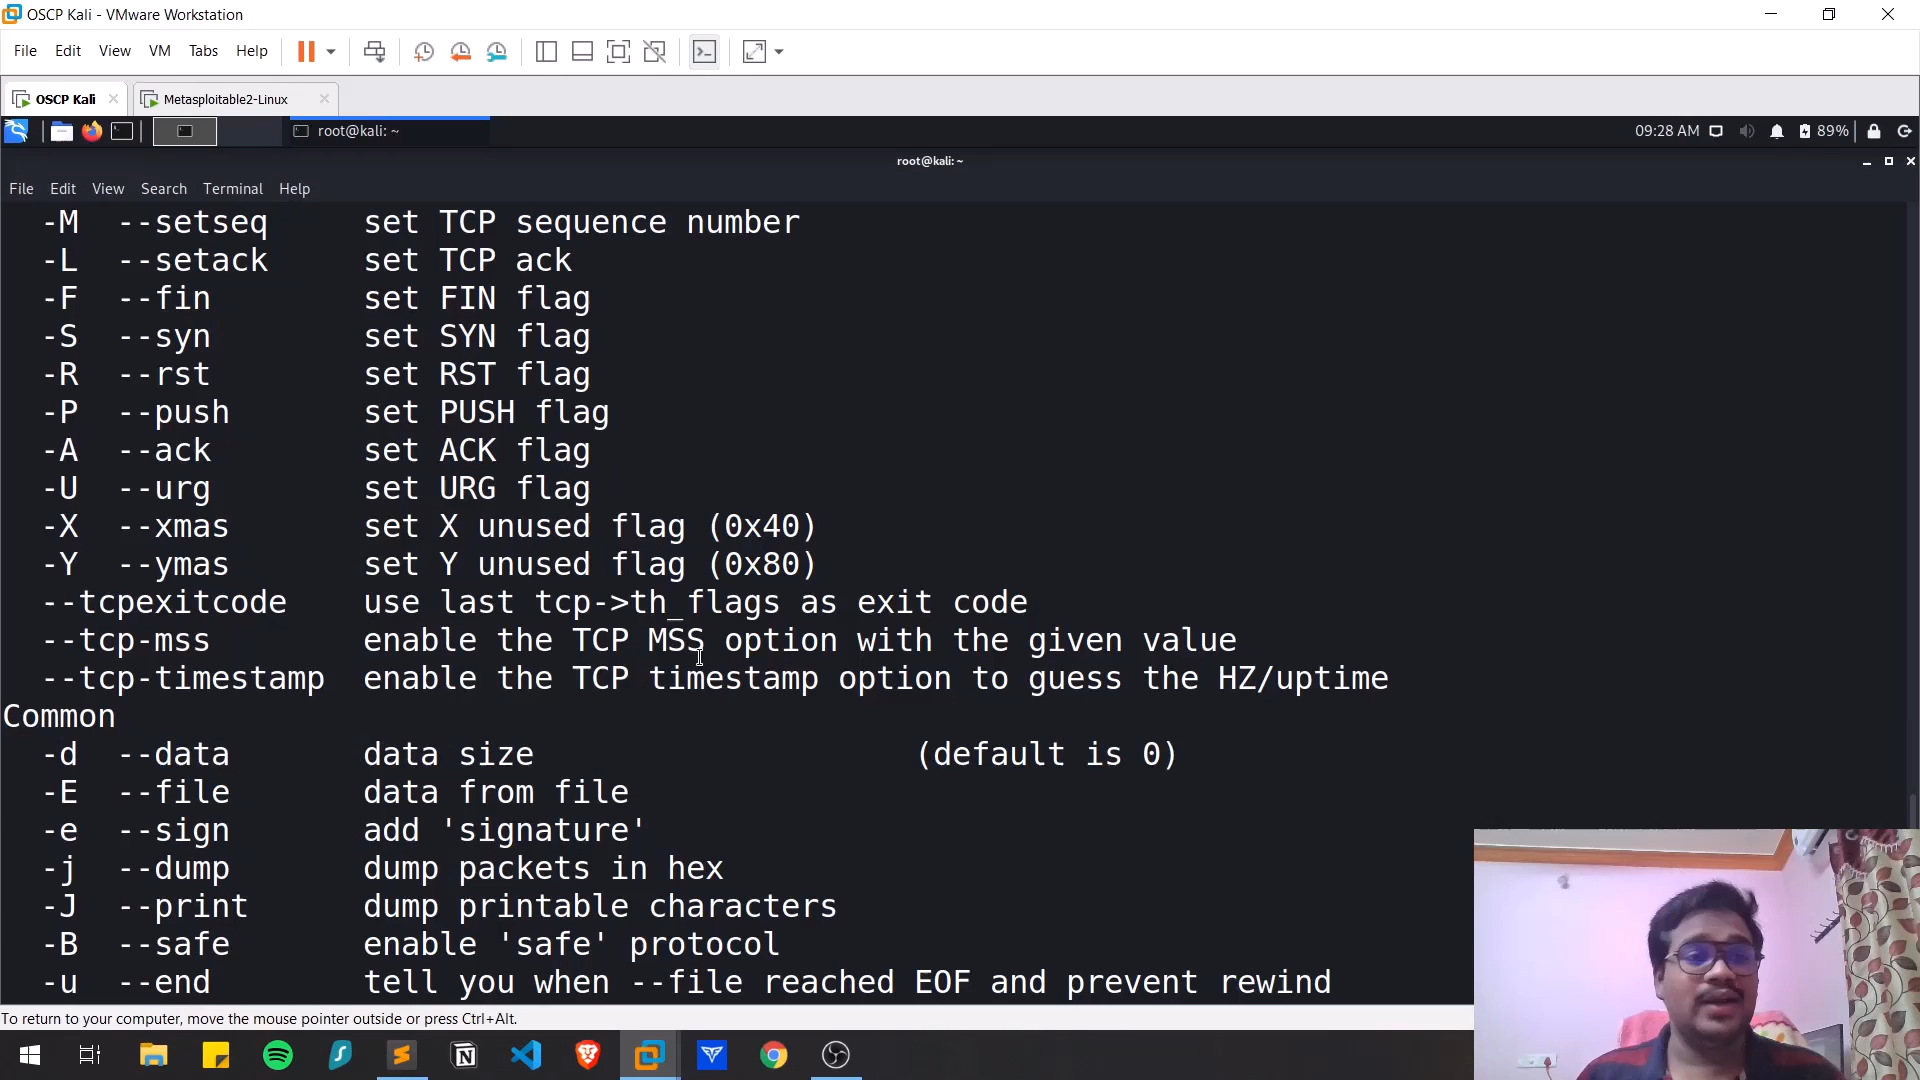 OSCP Kali - VMware Workstation
File Edit View VM Tabs Help
OSCP Kali Metasploitable2-Linux
root@kali: ~ 09:28 AM 89%
root@kali: ~
File Edit View Search Terminal Help
-M --setseq set TCP sequence number
-L --setack set TCP ack
-F --fin set FIN flag
-S --syn set SYN flag
-R --rst set RST flag
-P --push set PUSH flag
-A --ack set ACK flag
-U --urg set URG flag
-X --xmas set X unused flag (0x40)
-Y --ymas set Y unused flag (0x80)
--tcpexitcode use last tcp->th_flags as exit code
--tcp-mss enable the TCP MSS option with the given value
--tcp-timestamp enable the TCP timestamp option to guess the HZ/uptime
Common
-d --data data size (default is 0)
-E --file data from file
-e --sign add 'signature'
-j --dump dump packets in hex
-J --print dump printable characters
-B --safe enable 'safe' protocol
-u --end tell you when --file reached EOF and prevent rewind
To return to your computer, move the mouse pointer outside or press Ctrl+Alt.